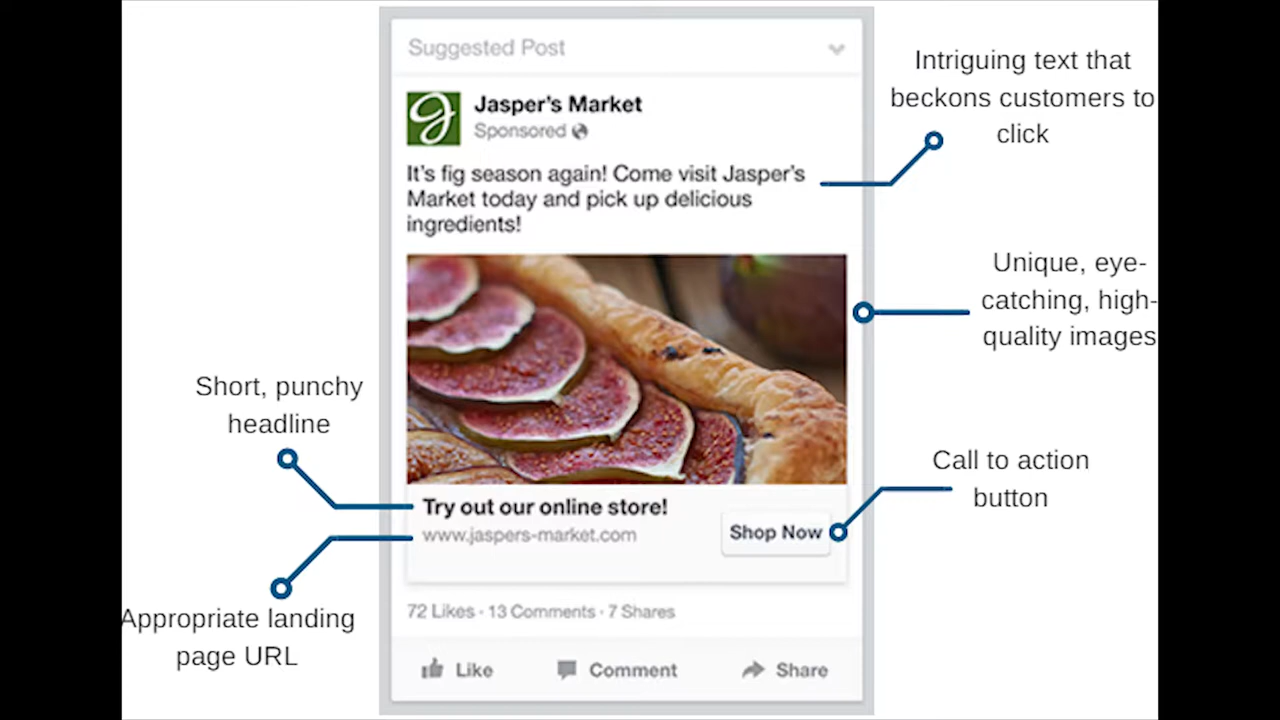 Suggested Post
Jasper's Market
Sponsored
It's fig season again! Come visit Jasper's
Market today and pick up delicious
ingredients!
Try out our online store!
www.jaspers-market.com
Shop Now
72 Likes · 13 Comments · 7 Shares
Like
Comment
Share
Intriguing text that
beckons customers to
click
Unique, eye-
catching, high-
quality images
Call to action
button
Short, punchy
headline
Appropriate landing
page URL